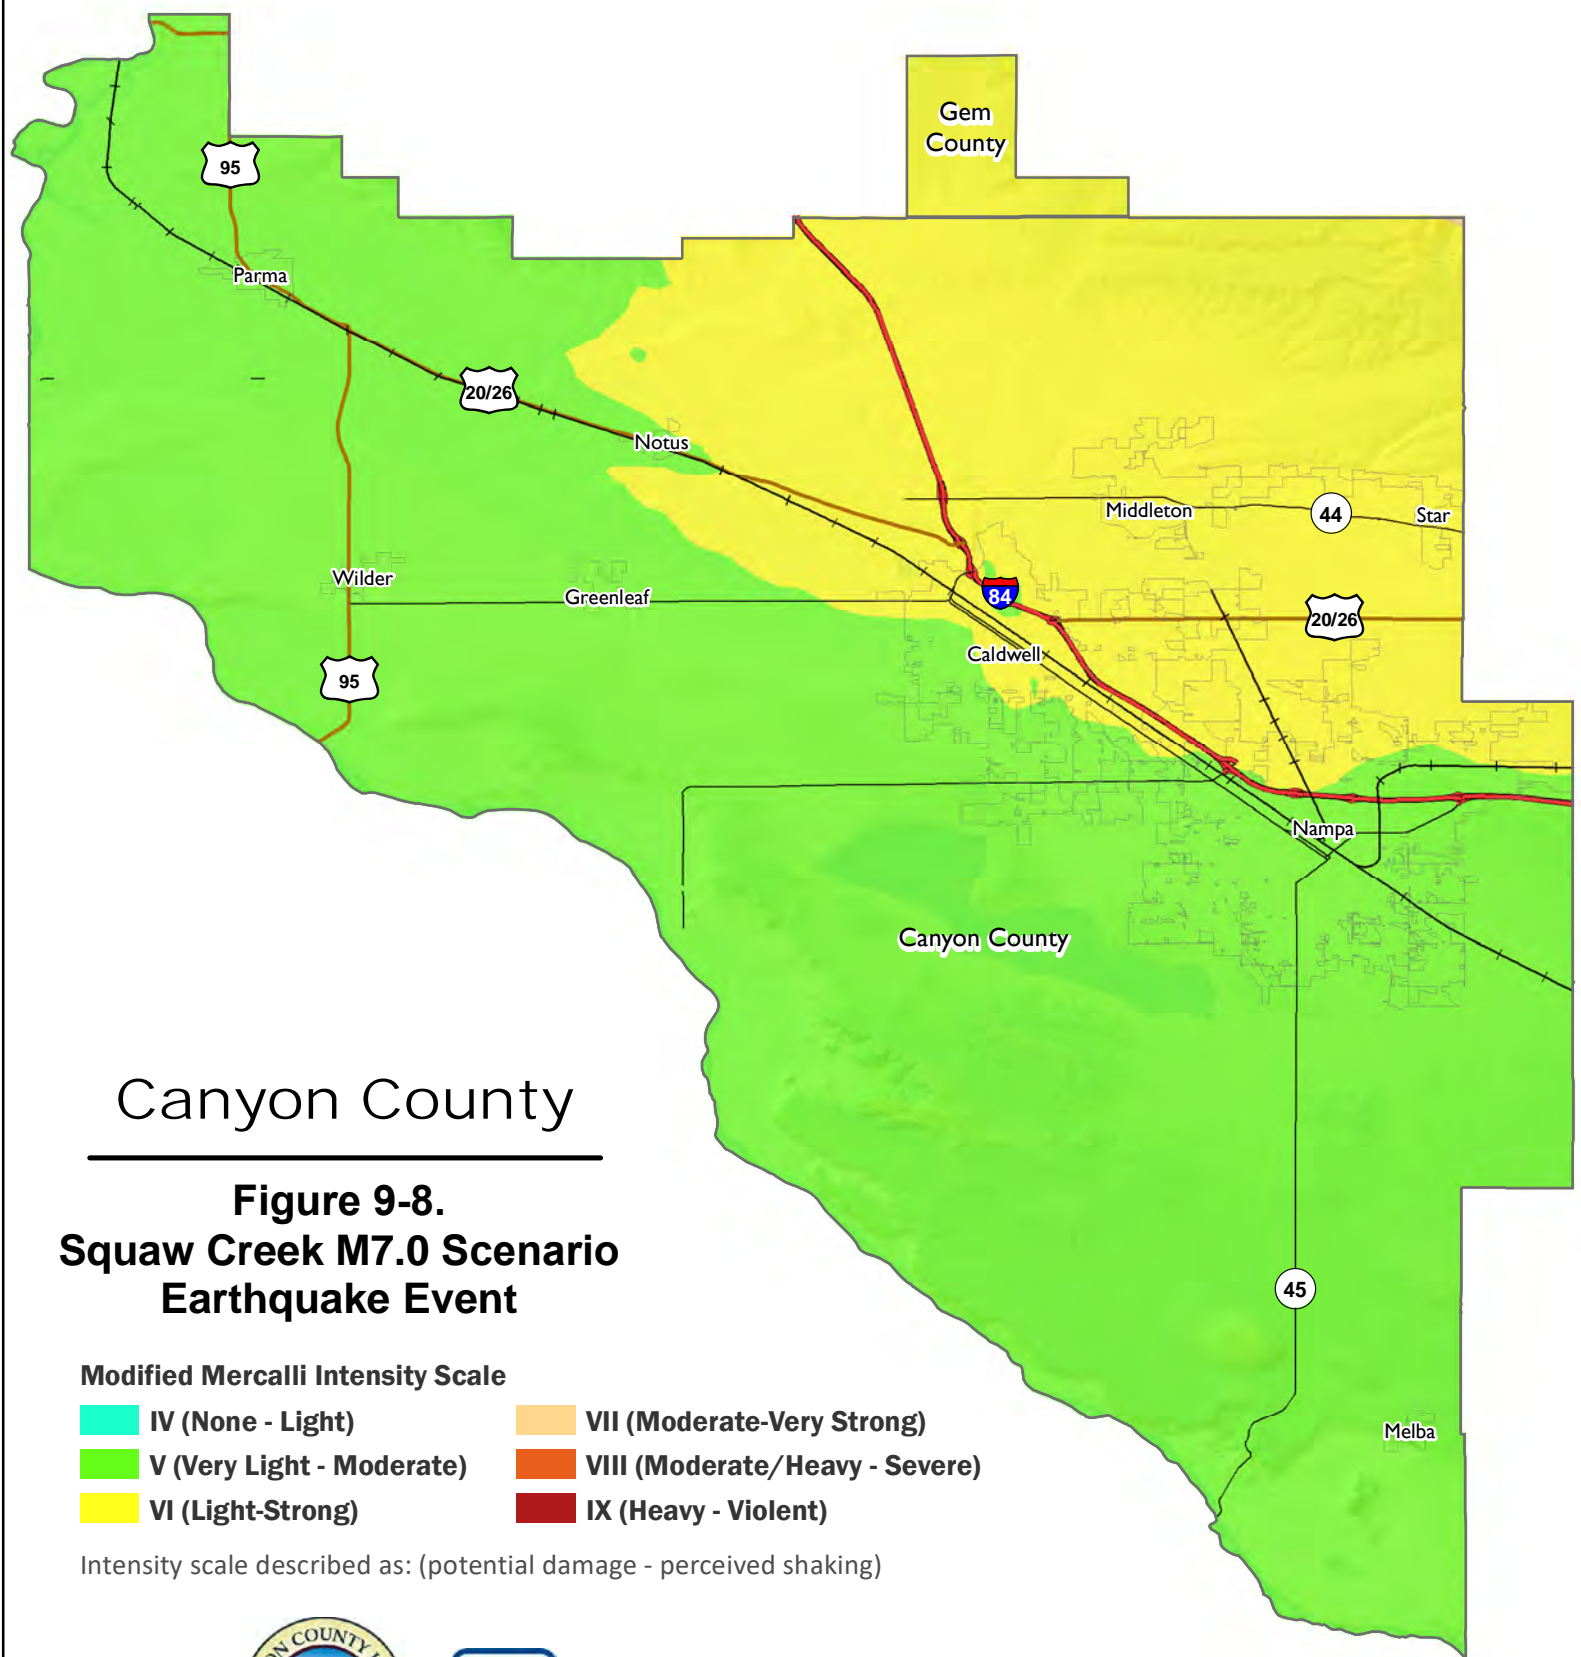 Gem
County
95
Parma
20/26
Notus
Middleton
44
Star
Wilder
Greenleaf
84
20/26
Caldwell
95
Nampa
Canyon County
Canyon County
Figure 9-8.
Squaw Creek M7.0 Scenario
Earthquake Event
45
Modified Mercalli Intensity Scale
IV (None - Light)
VII (Moderate-Very Strong)
V (Very Light - Moderate)
VIII (Moderate/Heavy - Severe)
VI (Light-Strong)
IX (Heavy - Violent)
Melba
Intensity scale described as: (potential damage - perceived shaking)
COUNTY